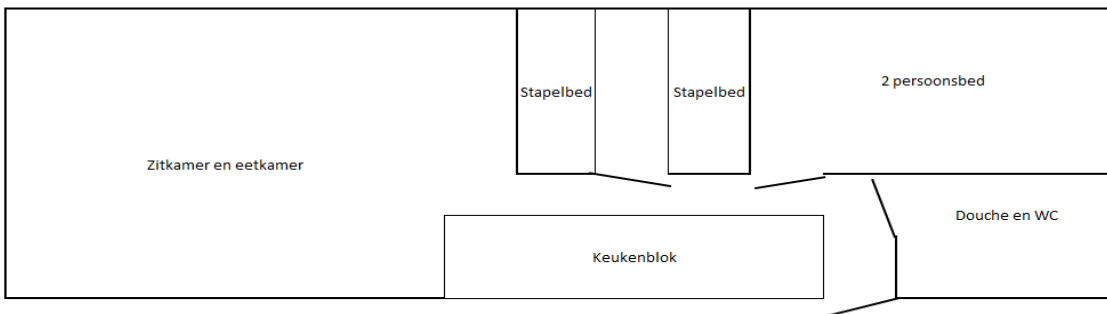 Zitkamer en eetkamer
Stapelbed
Stapelbed
2 persoonsbed
Keukenblok
Douche en WC